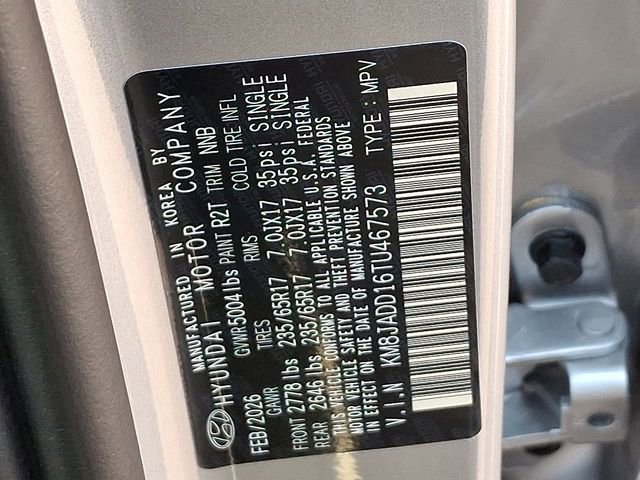 MANUFACTURED IN KOREA BY
HYUNDAI MOTOR COMPANY
FEB/2026 GVWR5004lbs PAINT R2T TRIM NNB
GAWR TIRES RMS COLD TIRE INFL
FRONT 2778 lbs 235/65R17 7.0JX17 35psi SINGLE
REAR 2646 lbs 235/65R17 7.0JX17 35psi SINGLE
THIS VEHICLE CONFORMS TO ALL APPLICABLE U.S.A. FEDERAL
MOTOR VEHICLE SAFETY AND THEFT PREVENTION STANDARDS
IN EFFECT ON THE DATE OF MANUFACTURE SHOWN ABOVE
V.I.N KM8JADD16TU467573 TYPE : MPV